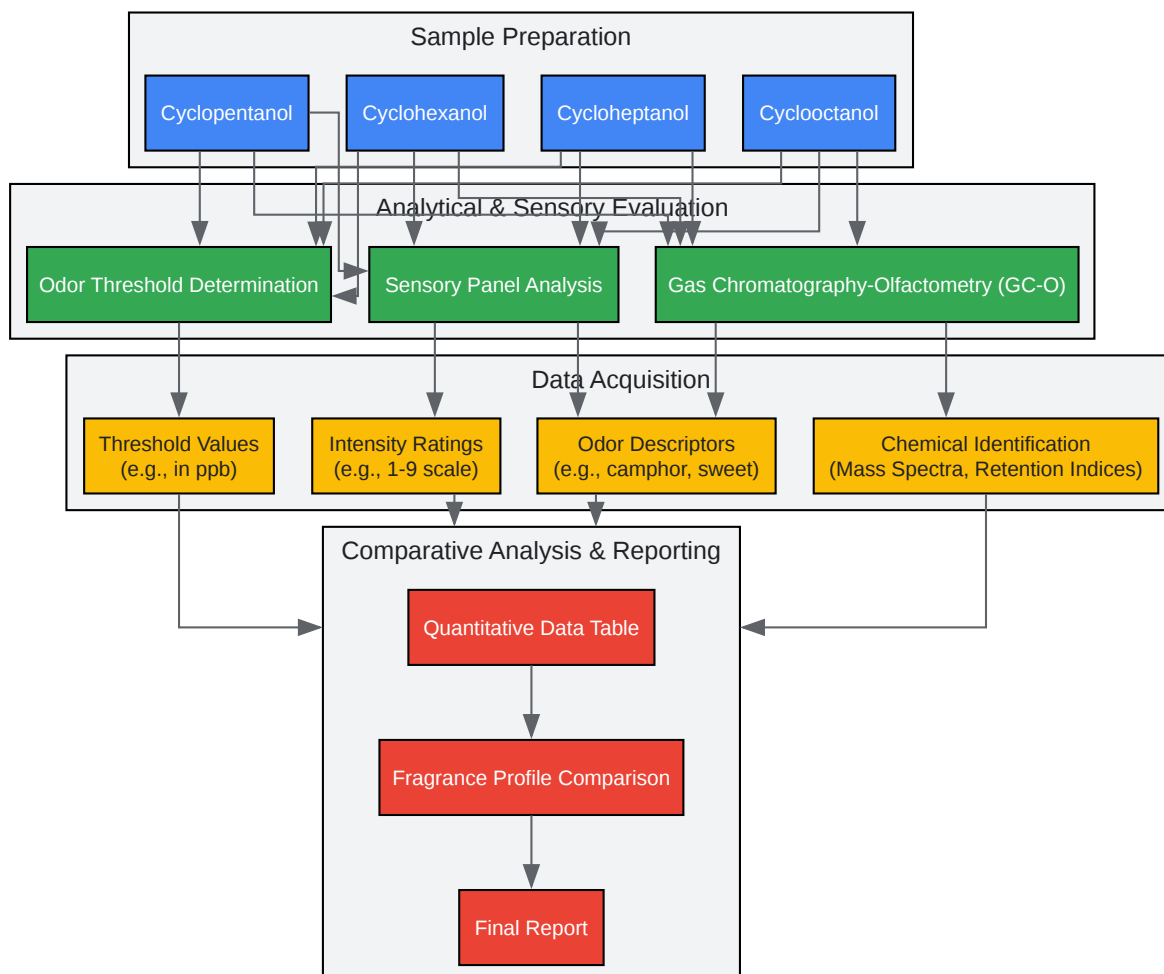 Sample Preparation
Cyclopentanol
Cyclohexanol
Cycloheptanol
Cyclooctanol
Analytical & Sensory Evaluation
Odor Threshold Determination
Sensory Panel Analysis
Gas Chromatography-Olfactometry (GC-O)
Data Acquisition
Threshold Values
(e.g., in ppb)
Intensity Ratings
(e.g., 1-9 scale)
Odor Descriptors
(e.g., camphor, sweet)
Chemical Identification
(Mass Spectra, Retention Indices)
Comparative Analysis & Reporting
Quantitative Data Table
Fragrance Profile Comparison
Final Report